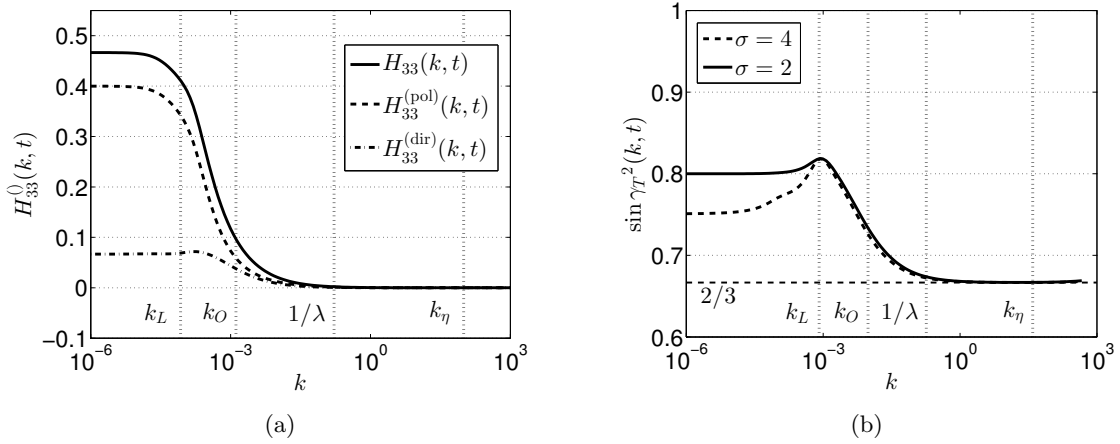 0.5
0.4
0.3
0.2
0.1
0
−0.1
H_{33}^{()}(k, t)
H_{33}(k, t)
H_{33}^{(pol)}(k, t)
H_{33}^{(dir)}(k, t)
k_L k_O 1/λ k_η
10^{−6} 10^{−3} 10^{0} 10^{3}
k
(a)
1
0.9
0.8
0.7
0.6
sin γ_T^2(k, t)
σ = 4
σ = 2
2/3
k_L k_O 1/λ k_η
10^{−6} 10^{−3} 10^{0} 10^{3}
k
(b)